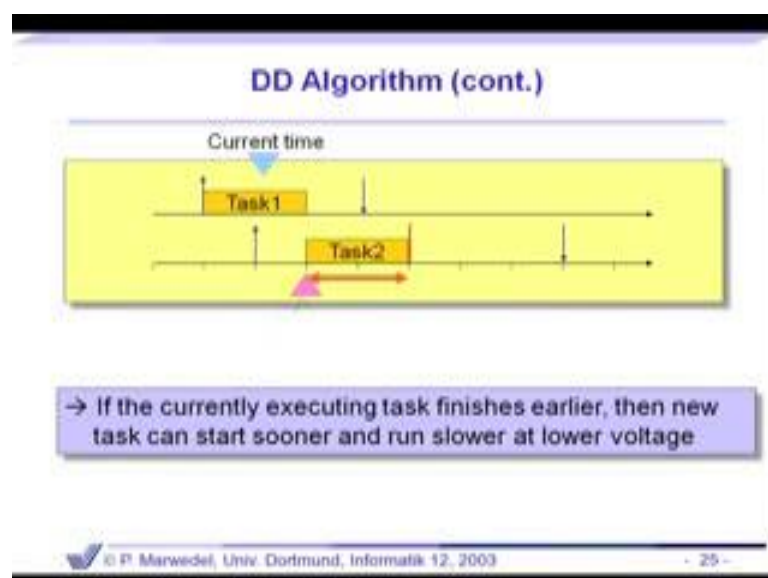 DD Algorithm (cont.)
Current time
Task1
Task2
→ If the currently executing task finishes earlier, then new
task can start sooner and run slower at lower voltage
© P. Marwedel, Univ. Dortmund, Informatik 12, 2003
- 25 -